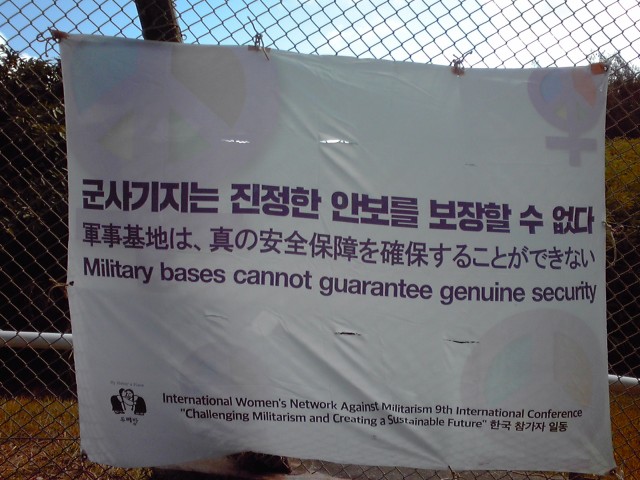 군사기지는 진정한 안보를 보장할 수 없다
軍事基地は、真の安全保障を確保することができない
Military bases cannot guarantee genuine security
두레방
International Women's Network Against Militarism 9th International Conference
"Challenging Militarism and Creating a Sustainable Future" 한국 참가자 일동